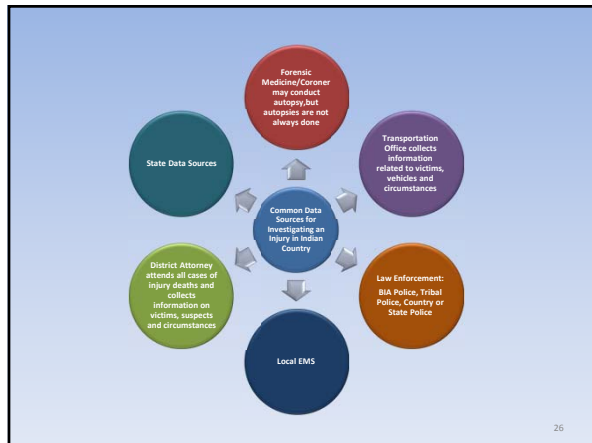 Forensic
Medicine/Coroner
may conduct
autopsy,but
autopsies are not
always done
Transportation
Office collects
information
related to victims,
vehicles and
circumstances
Law Enforcement:
BIA Police, Tribal
Police, Country or
State Police
Local EMS
District Attorney
attends all cases of
injury deaths and
collects
information on
victims, suspects
and circumstances
State Data Sources
Common Data
Sources for
Investigating an
Injury in Indian
Country
26